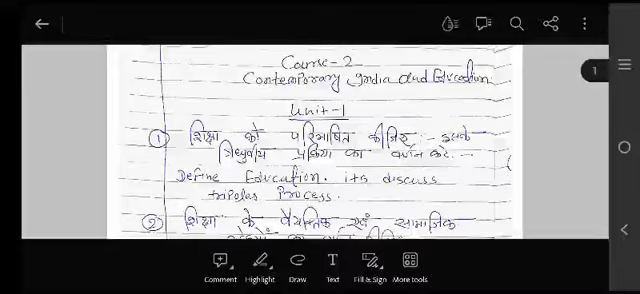 Course-2
Contemporary India and Education
Unit-1
① शिक्षा को परिभाषित कीजिए - इसके
त्रिध्रुवीय प्रक्रिया का वर्णन करे -
Define Education. its discuss
tripoles Process.
② शिक्षा के वैयक्तिक एवं सामाजिक
1
Comment
Highlight
Draw
Text
Fill & Sign
More tools